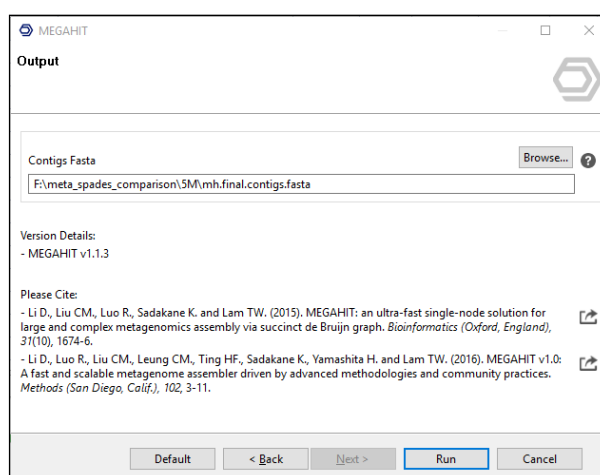 MEGAHIT
Output
Contigs Fasta
Browse...
F:\meta_spades_comparison\5M\mh.final.contigs.fasta
Version Details:
- MEGAHIT v1.1.3
Please Cite:
- Li D., Liu CM., Luo R., Sadakane K. and Lam TW. (2015). MEGAHIT: an ultra-fast single-node solution for
large and complex metagenomics assembly via succinct de Bruijn graph. Bioinformatics (Oxford, England),
31(10), 1674-6.
- Li D., Luo R., Liu CM., Leung CM., Ting HF., Sadakane K., Yamashita H. and Lam TW. (2016). MEGAHIT v1.0:
A fast and scalable metagenome assembler driven by advanced methodologies and community practices.
Methods (San Diego, Calif.), 102, 3-11.
Default < Back Next > Run Cancel